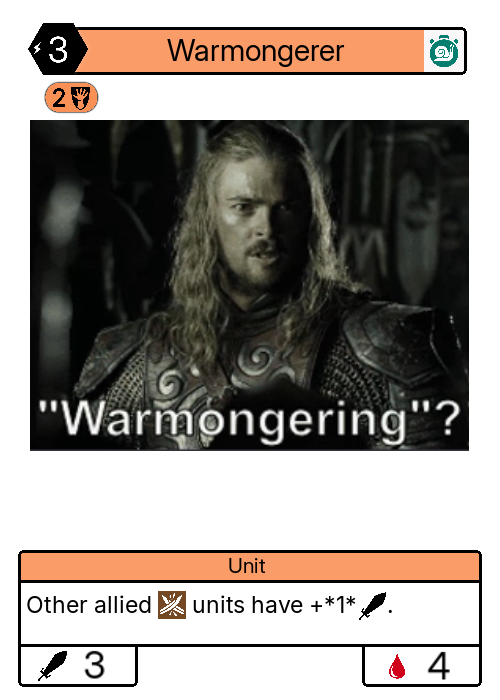 3 Warmongerer
2
"Warmongering"?
Unit
Other allied units have +*1* .
3 4